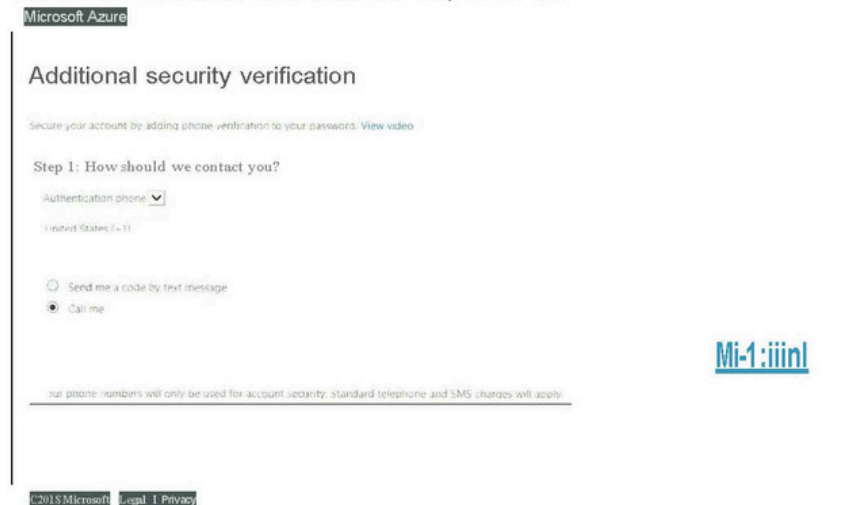 Microsoft Azure
Additional security verification
Secure your account by adding phone verification to your password. View video
Step 1: How should we contact you?
Authentication phone
United States (+1)
Send me a code by text message
Call me
Mi-1:iiinl
our phone numbers will only be used for account security. Standard telephone and SMS charges will apply.
C2018 Microsoft Legal I Privacy